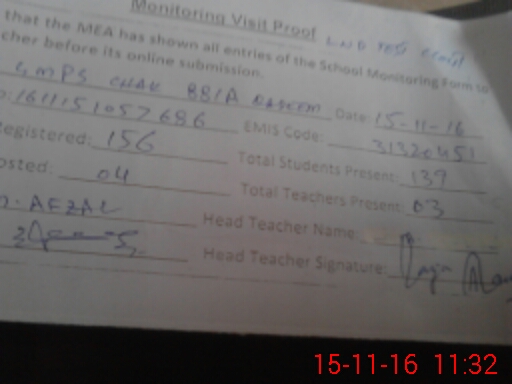 Monitoring Visit Proof
that the MEA has shown all entries of the School Monitoring Form to
cher before its online submission.
GMPS CHAK 881A Date: 15-11-16
1611151057686 EMIS Code: 31320451
Registered: 156 Total Students Present: 139
osted: 04 Total Teachers Present: 03
AFZAL Head Teacher Name:
Head Teacher Signature:
15-11-16 11:32